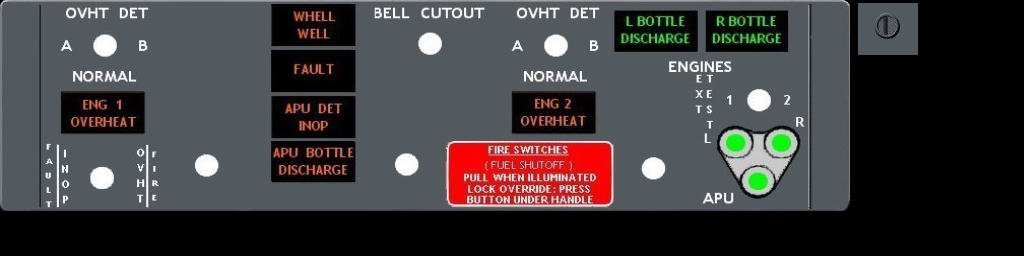 OVHT DET
A B
NORMAL
ENG 1
OVERHEAT
FAULT
INOP
OVHT
FIRE
WHELL
WELL
FAULT
APU DET
INOP
APU BOTTLE
DISCHARGE
BELL CUTOUT
OVHT DET
A B
NORMAL
ENG 2
OVERHEAT
FIRE SWITCHES
( FUEL SHUTOFF )
PULL WHEN ILLUMINATED
LOCK OVERRIDE: PRESS
BUTTON UNDER HANDLE
L BOTTLE
DISCHARGE
R BOTTLE
DISCHARGE
ENGINES
EXT
TEST
1 2
L
R
APU